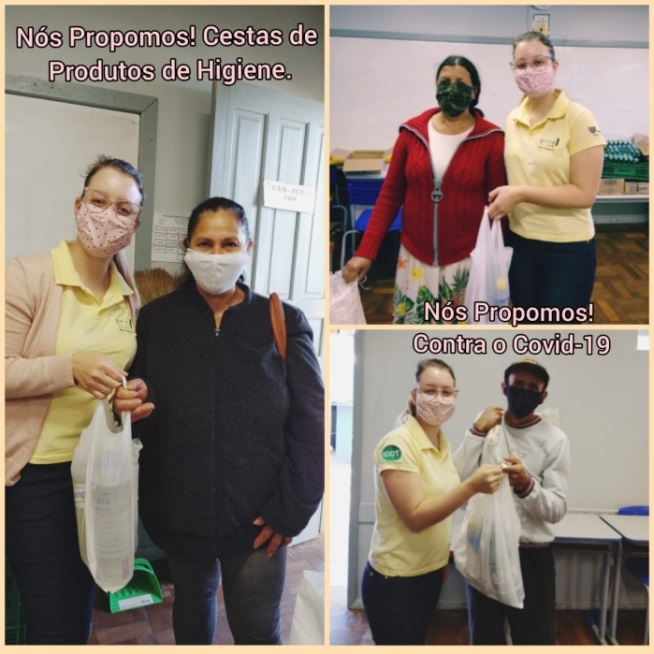 Nós Propomos! Cestas de
Produtos de Higiene.
Nós Propomos!
Contra o Covid-19